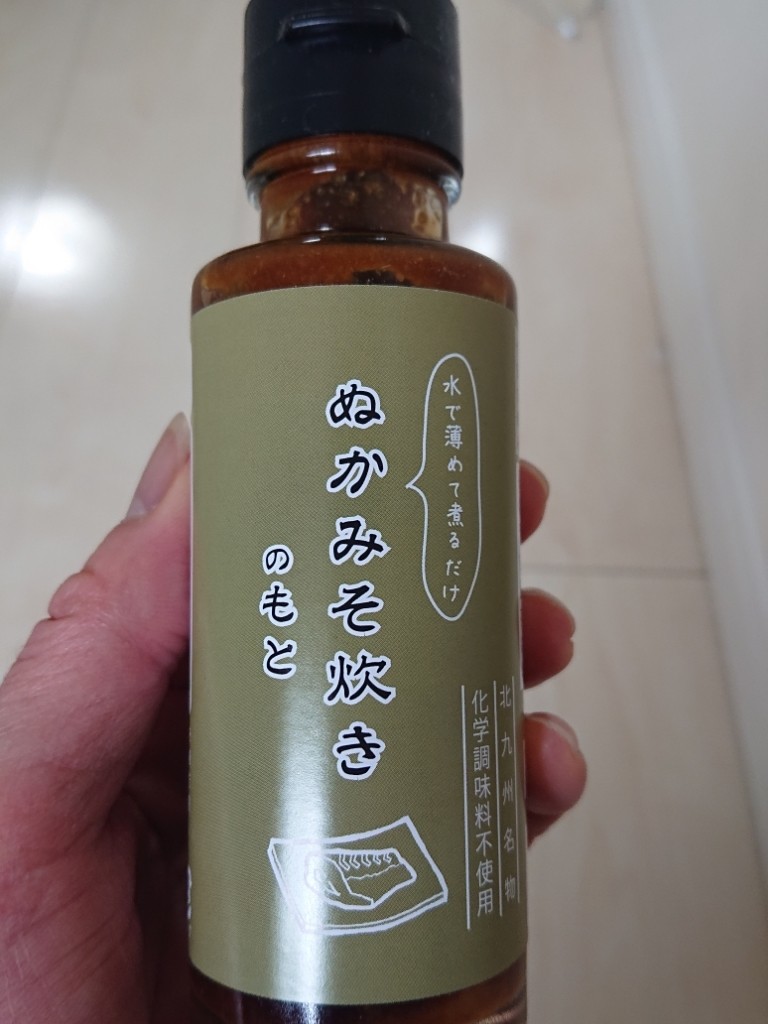 水で薄めて煮るだけ
ぬかみそ炊き
のもと
北九州名物
化学調味料不使用